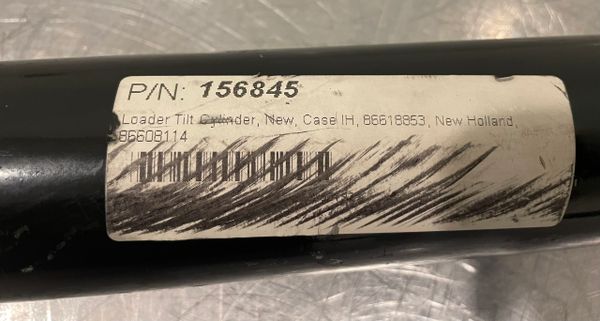 P/N: 156845
Loader Tilt Cylinder, New, Case IH, 86618853, New Holland,
86608114